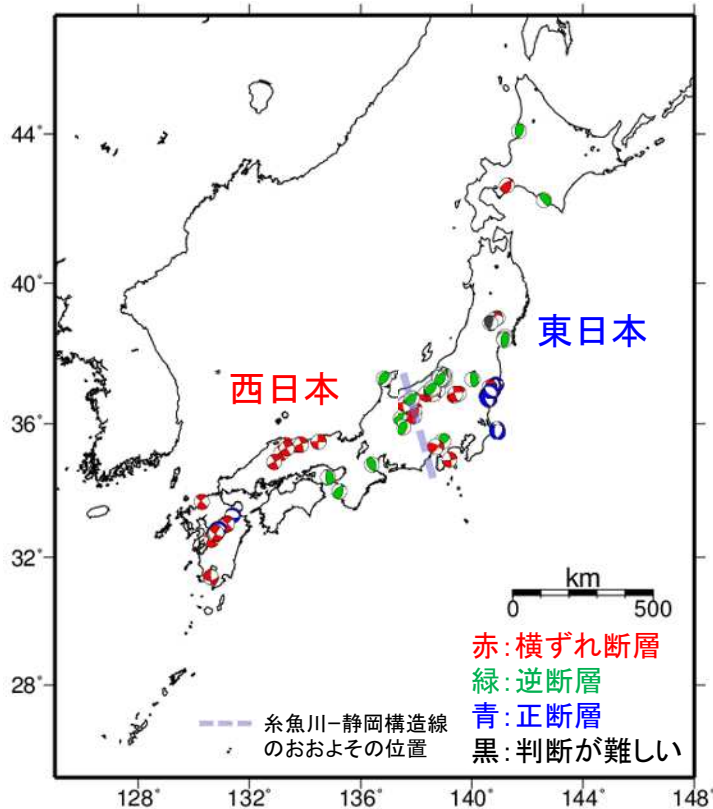 44˚
40˚
36˚
32˚
28˚
128˚
132˚
136˚
140˚
144˚
148˚
東日本
西日本
km
0
500
赤：横ずれ断層
緑：逆断層
青：正断層
黒：判断が難しい
糸魚川−静岡構造線
のおおよその位置